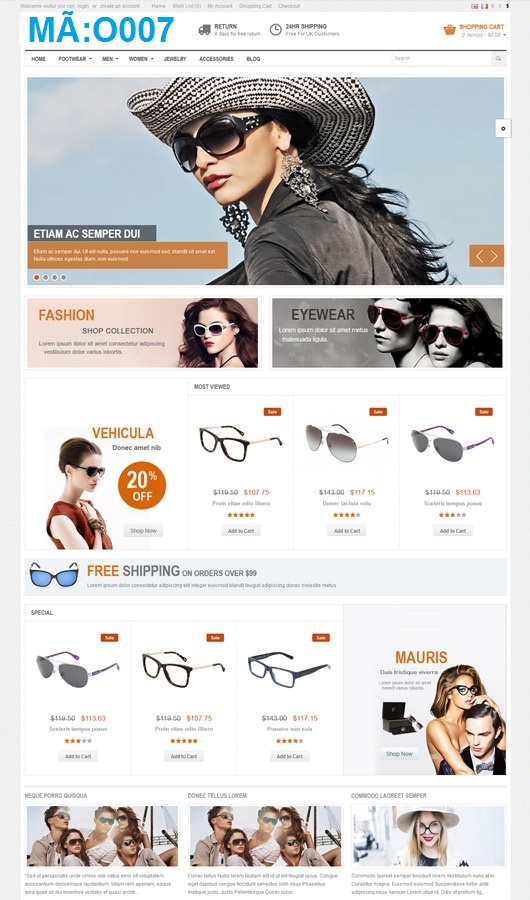 Welcome visitor you can login or create an account. Home Wish List (0) My Account Shopping Cart Checkout € £ $
MÃ:O007
RETURN
5 days for free return.
24HR SHIPPING
Free For UK Customers.
SHOPPING CART
0 item(s) - $0.00
HOME FOOTWEAR MEN WOMEN JEWELRY ACCESSORIES BLOG Search
ETIAM AC SEMPER DUI
Etiam ac semper dui. Ut elit nulla, posuere non euismod sed, blandit sit amet est.
Nulla ultrices egestas diam, non euismod.
FASHION
SHOP COLLECTION
Lorem ipsum dolor sit amet consectetur adipiscing
vestibulum dolor varius lobortis.
EYEWEAR
Lorem ipsum dolor sit amet metus
malesuada ligula.
VEHICULA
Donec amet nib
20% OFF
Shop Now
MOST VIEWED
Sale Sale Sale
$119.50 $107.75 $143.00 $117.15 $119.50 $113.63
Proin vitae odio libero Donec lacinia volu Sceleris tempus posue
Add to Cart Add to Cart Add to Cart
FREE SHIPPING ON ORDERS OVER $99
Lorem ipsum dolor consectetur adipiscing elit integer euismod blandit feugiat adipiscing donec molestie metus.
SPECIAL
Sale Sale Sale
$119.50 $113.63 $119.50 $107.75 $143.00 $117.15
Sceleris tempus posue Proin vitae odio libero Posuere non euis
Add to Cart Add to Cart Add to Cart
MAURIS
Duis tristique viverra
Lorem ipsum dolor sit amet
hendrerit varius lobortis.
Shop Now
NEQUE PORRO QUISQUA
"Sed ut perspiciatis unde omnis iste natus error sit voluptatem
accusantium doloremque laudantium, totam rem aperiam, eaque
ipsa quae ab illo inventore veritatis et quasi archit..
DONEC TELLUS LOREM
Donec tellus Nulla lorem Nullam elit id ut elit feugiat lacus. Congue
eget dapibus congue tincidunt senectus nibh risus Phasellus
tristique justo. Justo Pellentesque Donec lobor..
COMMODO LAOREET SEMPER
Commodo laoreet semper tincidunt lorem Vestibulum nunc at In
Curabitur magna. Euismod euismod Suspendisse tortor ante
adipiscing risus Aenean Lorem vitae id. Odio ut pretium lig..